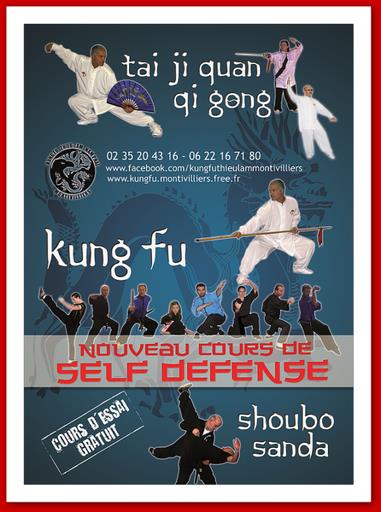 tai ji quan
qi gong
02 35 20 43 16 - 06 22 16 71 80
www.facebook.com/kungfuthieulammontivilliers
www.kungfu.montivilliers.free.fr
kung fu
NOUVEAU COURS DE
SELF DEFENSE
COURS D'ESSAI
GRATUIT
shoubo
sanda